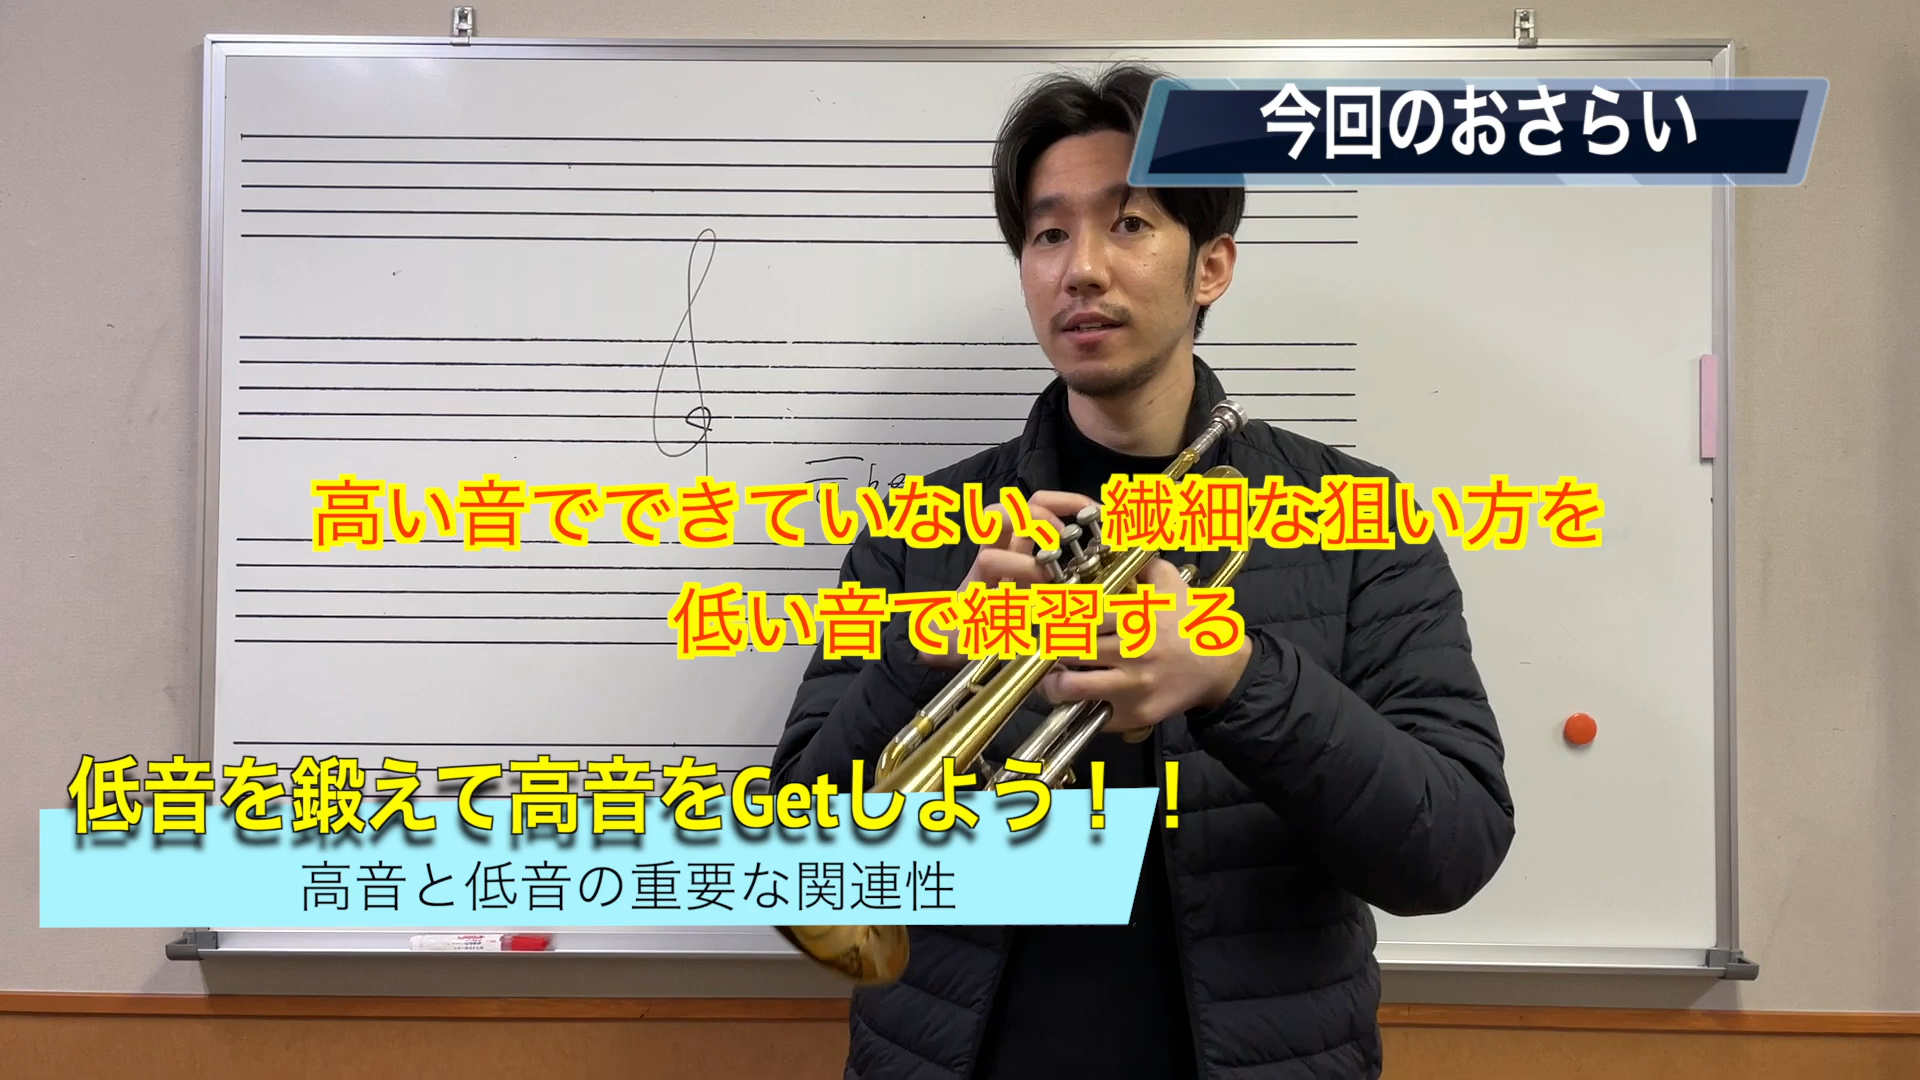 今回のおさらい
高い音でできていない、繊細な狙い方を
低い音で練習する
低音を鍛えて高音をGetしよう！！
高音と低音の重要な関連性